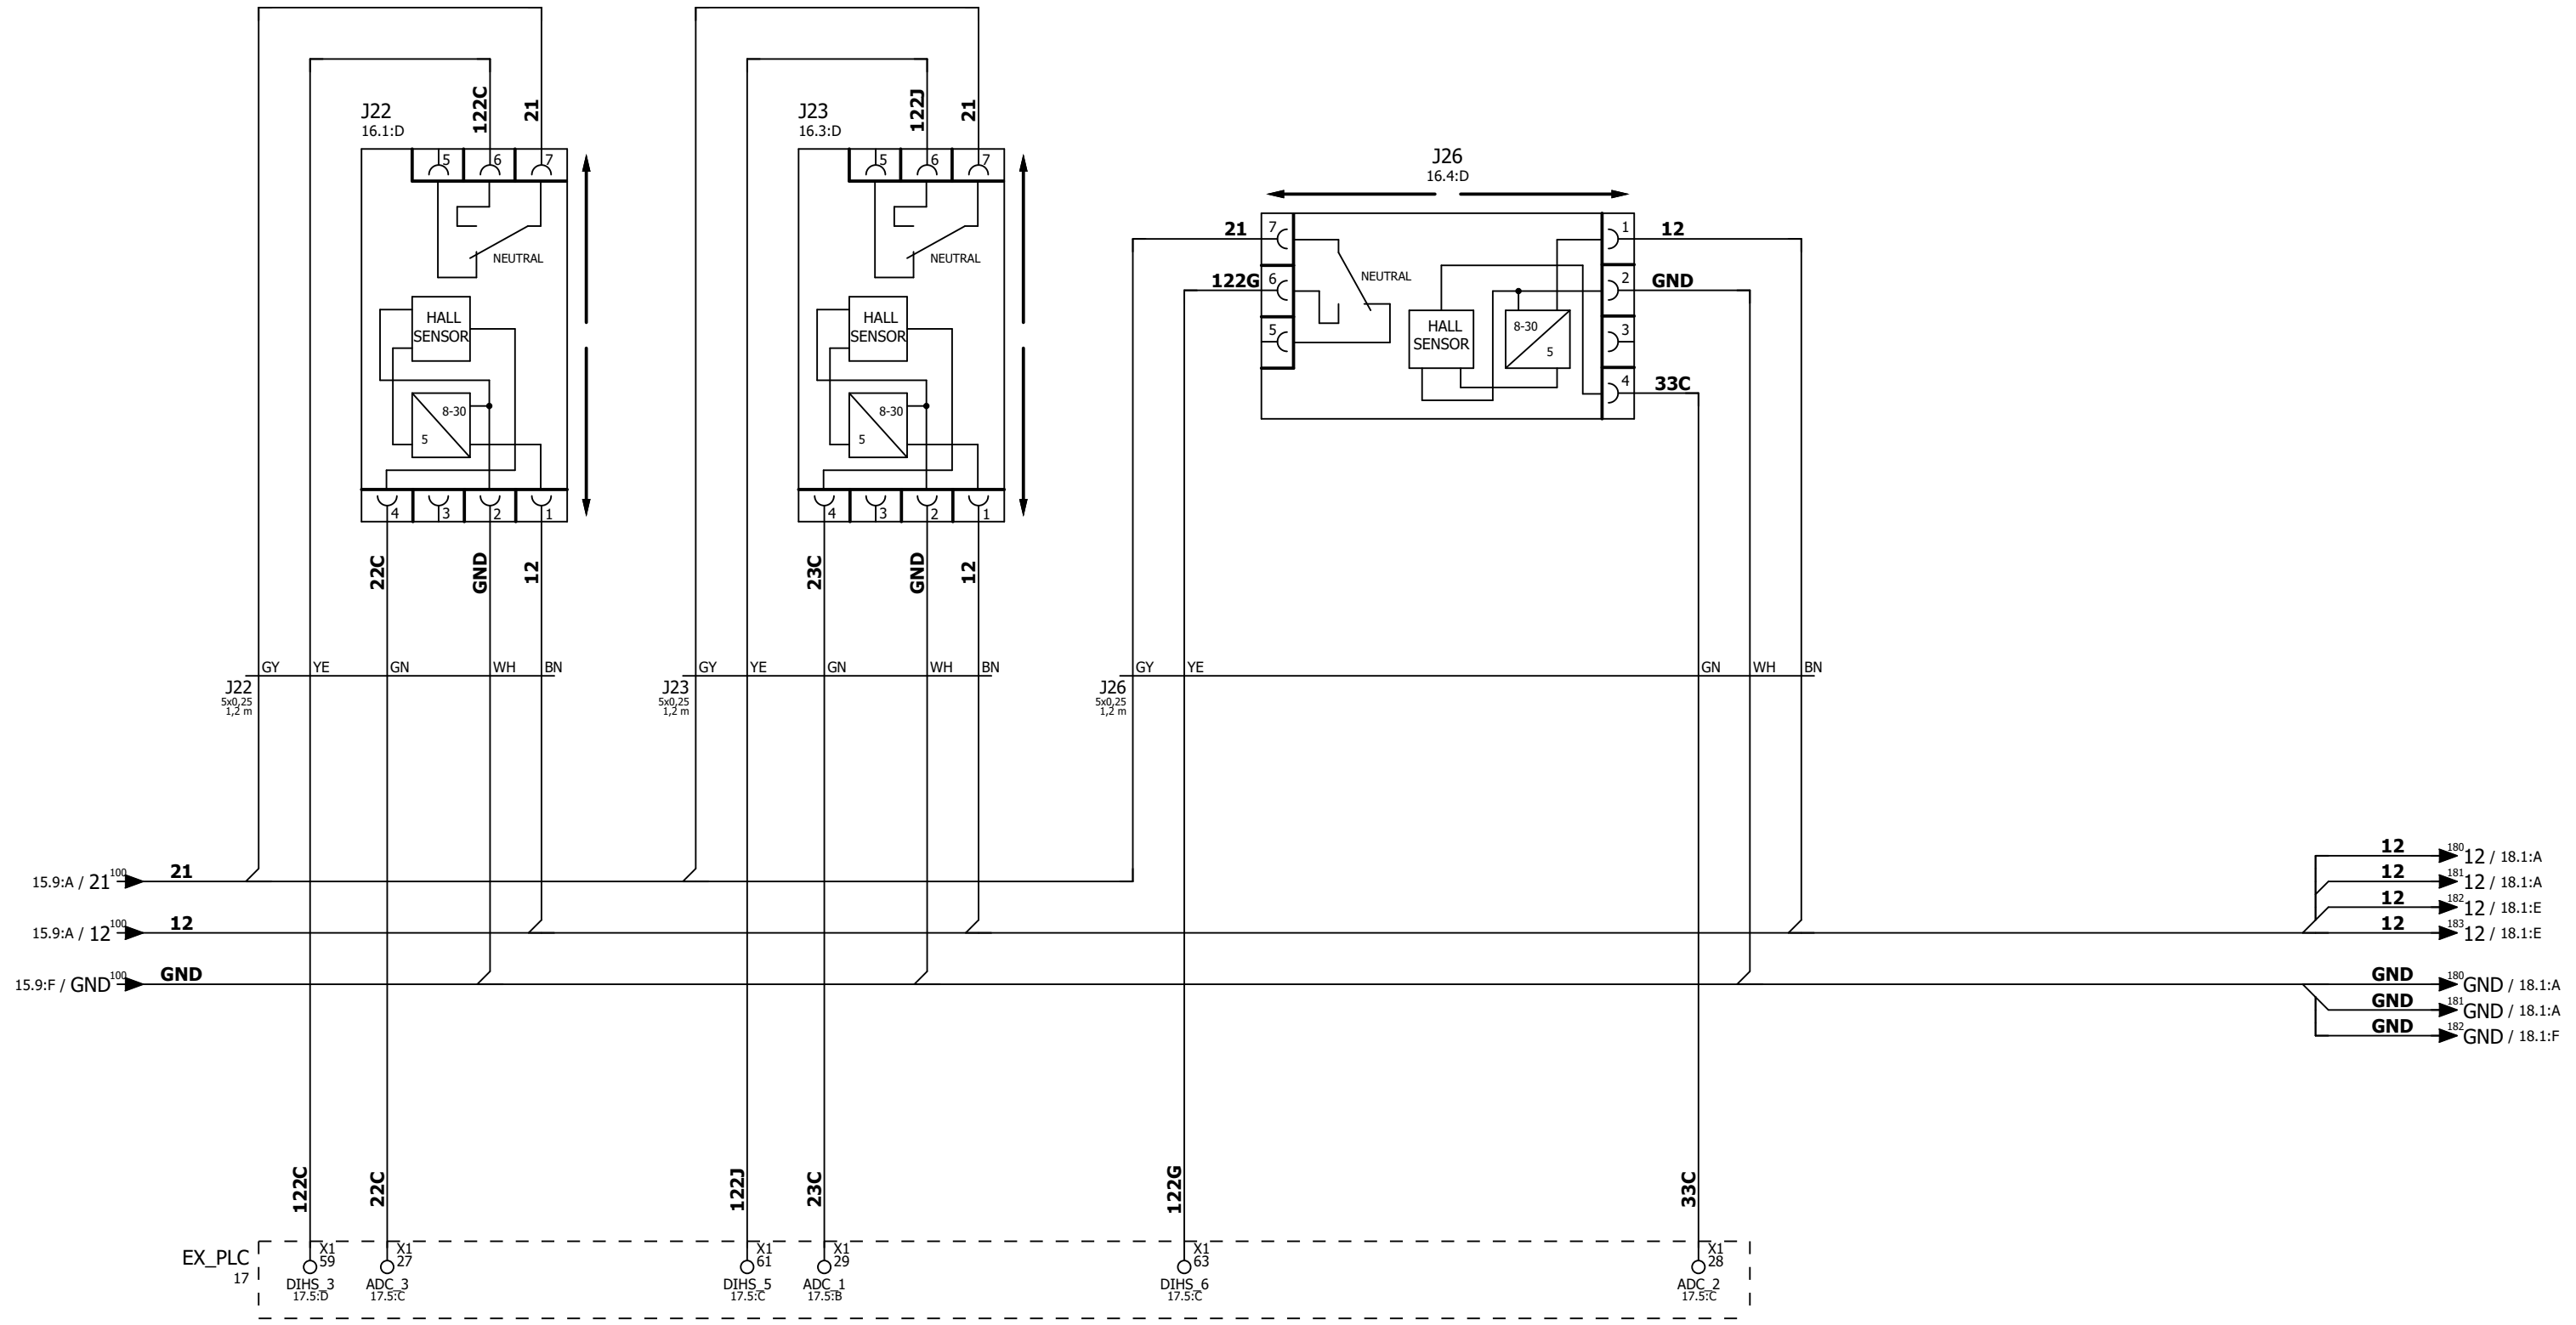 J22
16.1:D
122C
21
5
6
7
NEUTRAL
HALL
SENSOR
8-30
5
4
3
2
1
22C
GND
12
J23
16.3:D
122J
21
5
6
7
NEUTRAL
HALL
SENSOR
8-30
5
4
3
2
1
23C
GND
12
J26
16.4:D
21
7
122G
6
5
NEUTRAL
HALL
SENSOR
8-30
5
1
12
2
GND
3
4
33C
GY YE GN WH BN
J22
5x0,25
1,2 m
GY YE GN WH BN
J23
5x0,25
1,2 m
GY YE GN WH BN
J26
5x0,25
1,2 m
15.9:A / 21 100 21
15.9:A / 12 100 12
15.9:F / GND 100 GND
12 180 12 / 18.1:A
12 181 12 / 18.1:A
12 182 12 / 18.1:E
12 183 12 / 18.1:E
GND 180 GND / 18.1:A
GND 181 GND / 18.1:A
GND 182 GND / 18.1:F
122C
22C
122J
23C
122G
33C
EX_PLC
17
X1
59
DIHS_3
17.5:D
X1
27
ADC_3
17.5:C
X1
61
DIHS_5
17.5:C
X1
29
ADC_1
17.5:B
X1
63
DIHS_6
17.5:C
X1
28
ADC_2
17.5:C